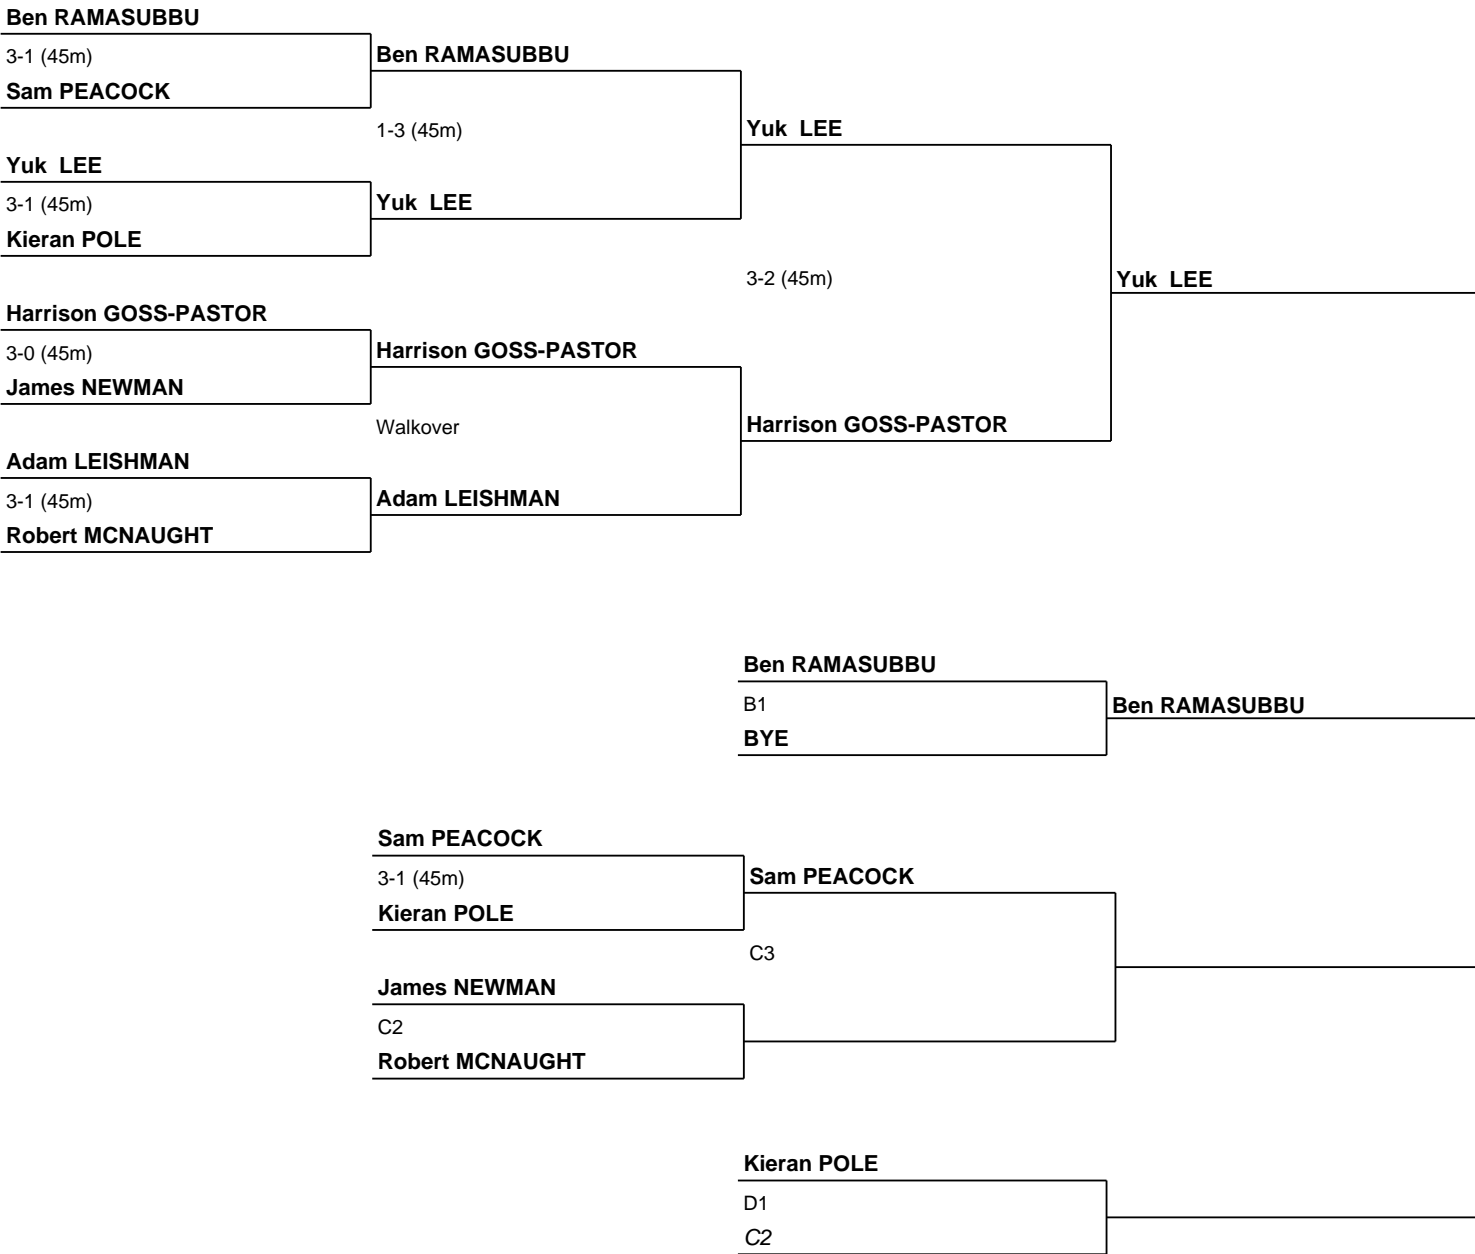 Ben RAMASUBBU
3-1 (45m)
Ben RAMASUBBU
Sam PEACOCK
1-3 (45m)
Yuk LEE
Yuk LEE
3-1 (45m)
Yuk LEE
Kieran POLE
3-2 (45m)
Yuk LEE
Harrison GOSS-PASTOR
3-0 (45m)
Harrison GOSS-PASTOR
James NEWMAN
Walkover
Harrison GOSS-PASTOR
Adam LEISHMAN
3-1 (45m)
Adam LEISHMAN
Robert MCNAUGHT
Ben RAMASUBBU
B1
Ben RAMASUBBU
BYE
Sam PEACOCK
3-1 (45m)
Sam PEACOCK
Kieran POLE
C3
James NEWMAN
C2
Robert MCNAUGHT
Kieran POLE
D1
C2